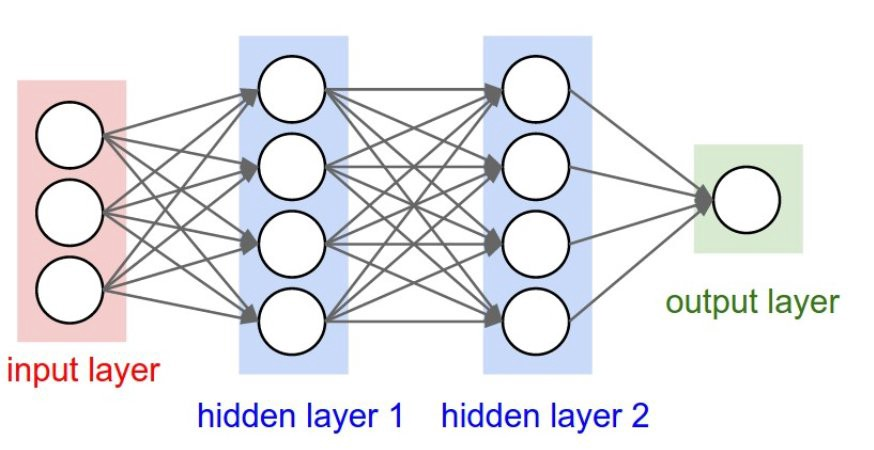 input layer
hidden layer 1
hidden layer 2
output layer